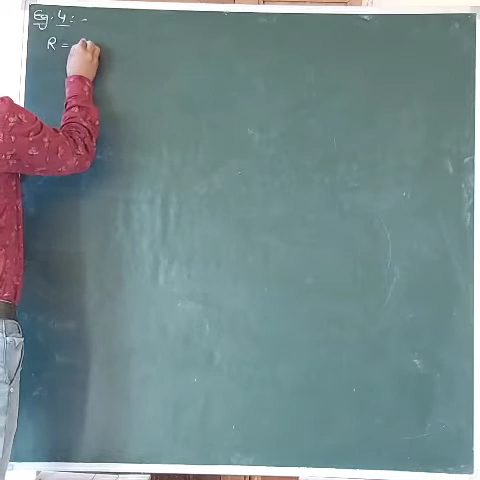 Eg. 4 : -
R =